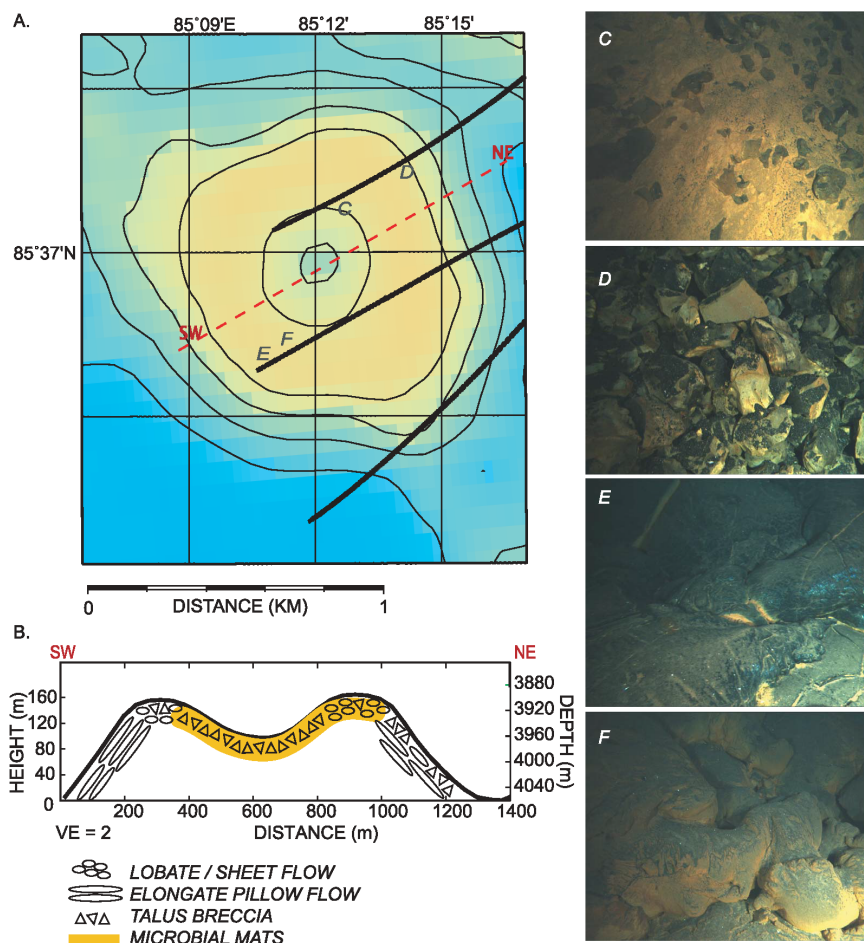 A.
85°09'E 85°12' 85°15'
NE
D
C
85°37'N
SW
F
E
0 1
DISTANCE (KM)
B.
SW NE
HEIGHT (m)
160
120
80
40
0
3880
3920
3960
4000
4040
DEPTH (m)
200 400 600 800 1000 1200 1400
VE = 2 DISTANCE (m)
LOBATE / SHEET FLOW
ELONGATE PILLOW FLOW
TALUS BRECCIA
MICROBIAL MATS
C
D
E
F